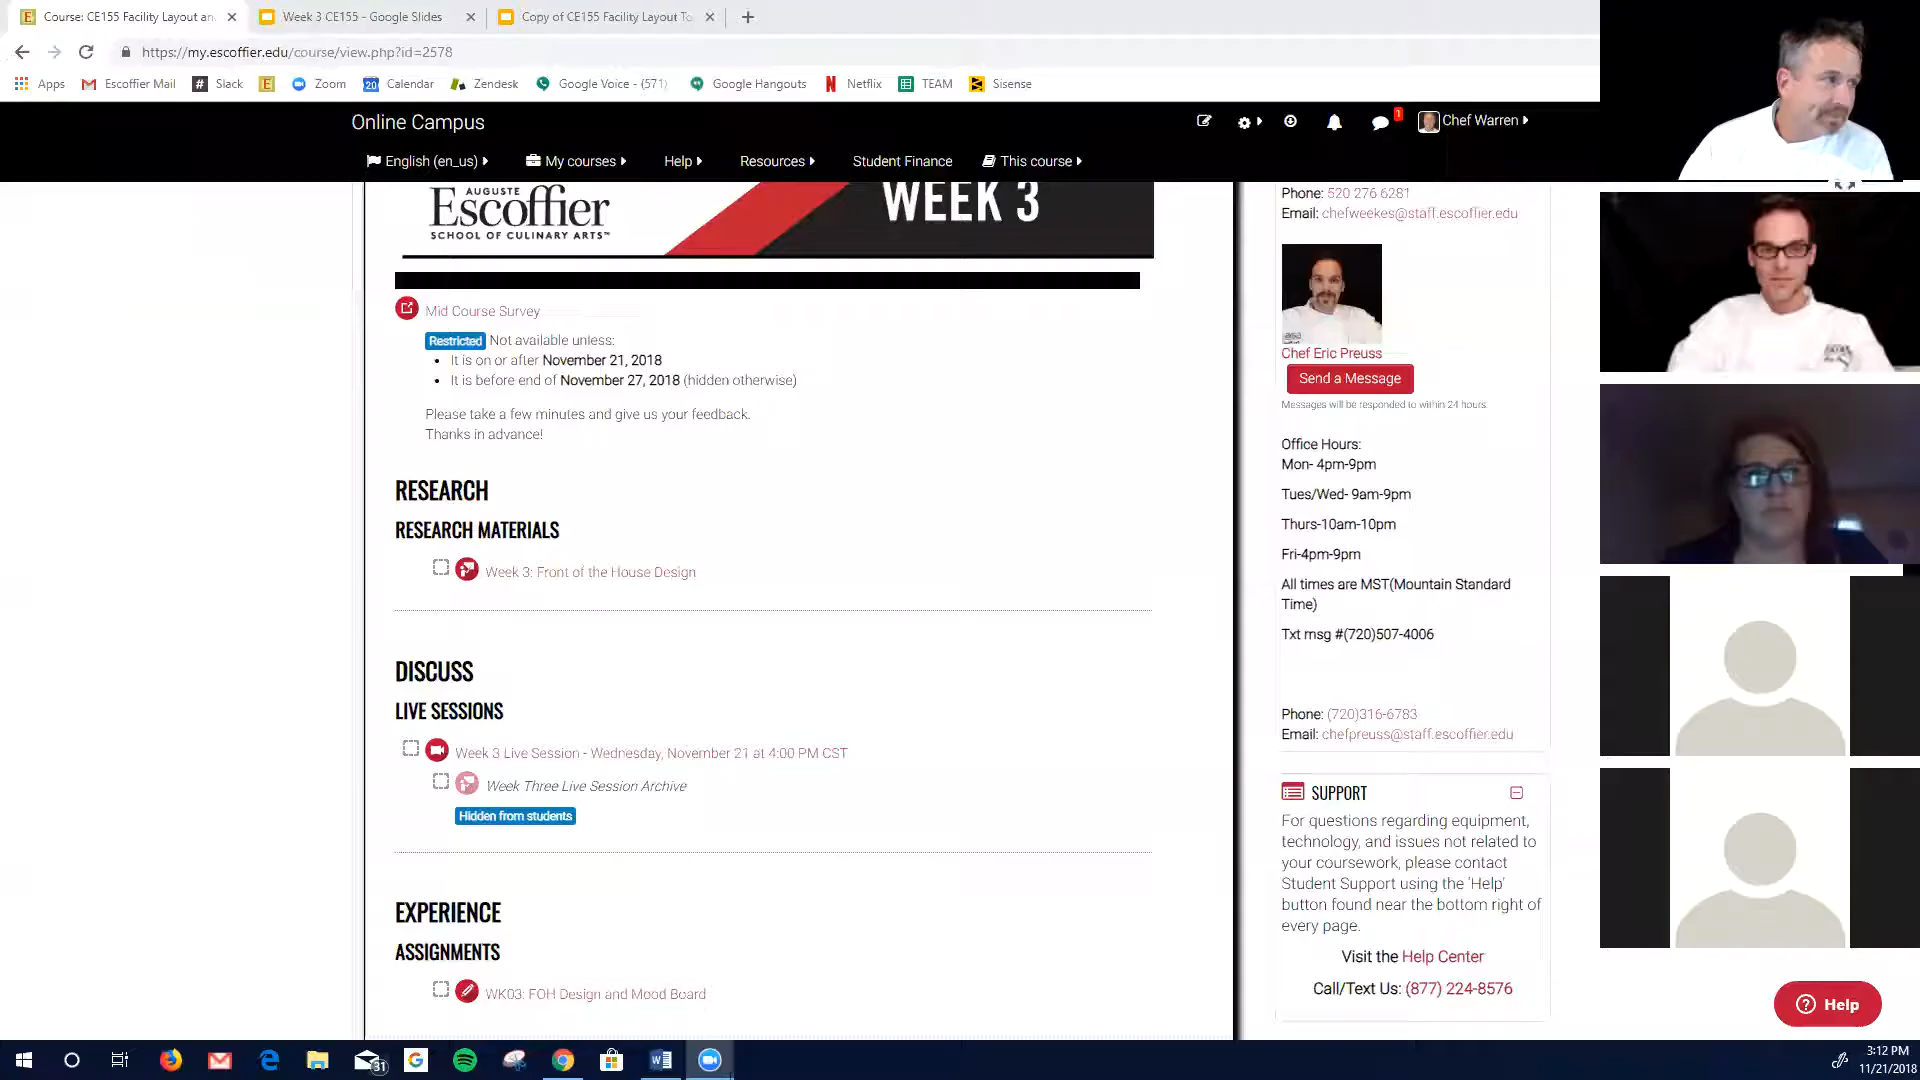 Course: CE155 Facility Layout an
Week 3 CE155 - Google Slides
Copy of CE155 Facility Layout To
https://my.escoffier.edu/course/view.php?id=2578
Apps
Escoffier Mail
Slack
Zoom
Calendar
Zendesk
Google Voice - (571)
Google Hangouts
Netflix
TEAM
Sisense
Online Campus
1
Chef Warren
English (en_us)
My courses
Help
Resources
Student Finance
This course
AUGUSTE
Escoffier
SCHOOL OF CULINARY ARTS™
WEEK 3
Mid Course Survey
Restricted Not available unless:
It is on or after November 21, 2018
It is before end of November 27, 2018 (hidden otherwise)
Please take a few minutes and give us your feedback.
Thanks in advance!
RESEARCH
RESEARCH MATERIALS
Week 3: Front of the House Design
DISCUSS
LIVE SESSIONS
Week 3 Live Session - Wednesday, November 21 at 4:00 PM CST
Week Three Live Session Archive
Hidden from students
EXPERIENCE
ASSIGNMENTS
WK03: FOH Design and Mood Board
Phone: 520 276 6281
Email: chefweekes@staff.escoffier.edu
Chef Eric Preuss
Send a Message
Messages will be responded to within 24 hours.
Office Hours:
Mon- 4pm-9pm
Tues/Wed- 9am-9pm
Thurs-10am-10pm
Fri-4pm-9pm
All times are MST(Mountain Standard
Time)
Txt msg #(720)507-4006
Phone: (720)316-6783
Email: chefpreuss@staff.escoffier.edu
SUPPORT
For questions regarding equipment,
technology, and issues not related to
your coursework, please contact
Student Support using the 'Help'
button found near the bottom right of
every page.
Visit the Help Center
Call/Text Us: (877) 224-8576
Help
31
3:12 PM
11/21/2018